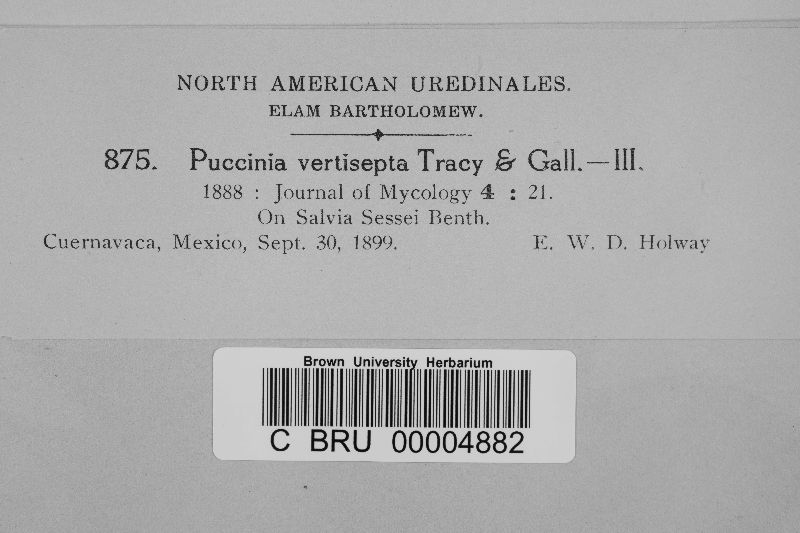 NORTH AMERICAN UREDINALES.
ELAM BARTHOLOMEW.
875. Puccinia vertisepta Tracy & Gall.—III.
1888 : Journal of Mycology 4 : 21.
On Salvia Sessei Benth.
Cuernavaca, Mexico, Sept. 30, 1899. E. W. D. Holway
Brown University Herbarium
C BRU 00004882